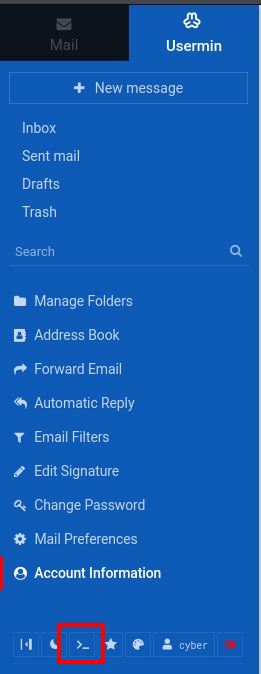 Mail
Usermin
New message
Inbox
Sent mail
Drafts
Trash
Search
Manage Folders
Address Book
Forward Email
Automatic Reply
Email Filters
Edit Signature
Change Password
Mail Preferences
Account Information
cyber